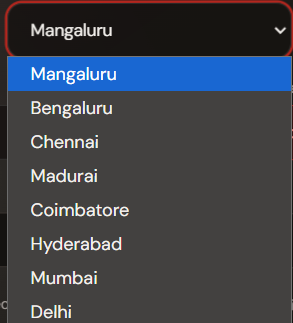 Mangaluru
Mangaluru
Bengaluru
Chennai
Madurai
Coimbatore
Hyderabad
Mumbai
Delhi